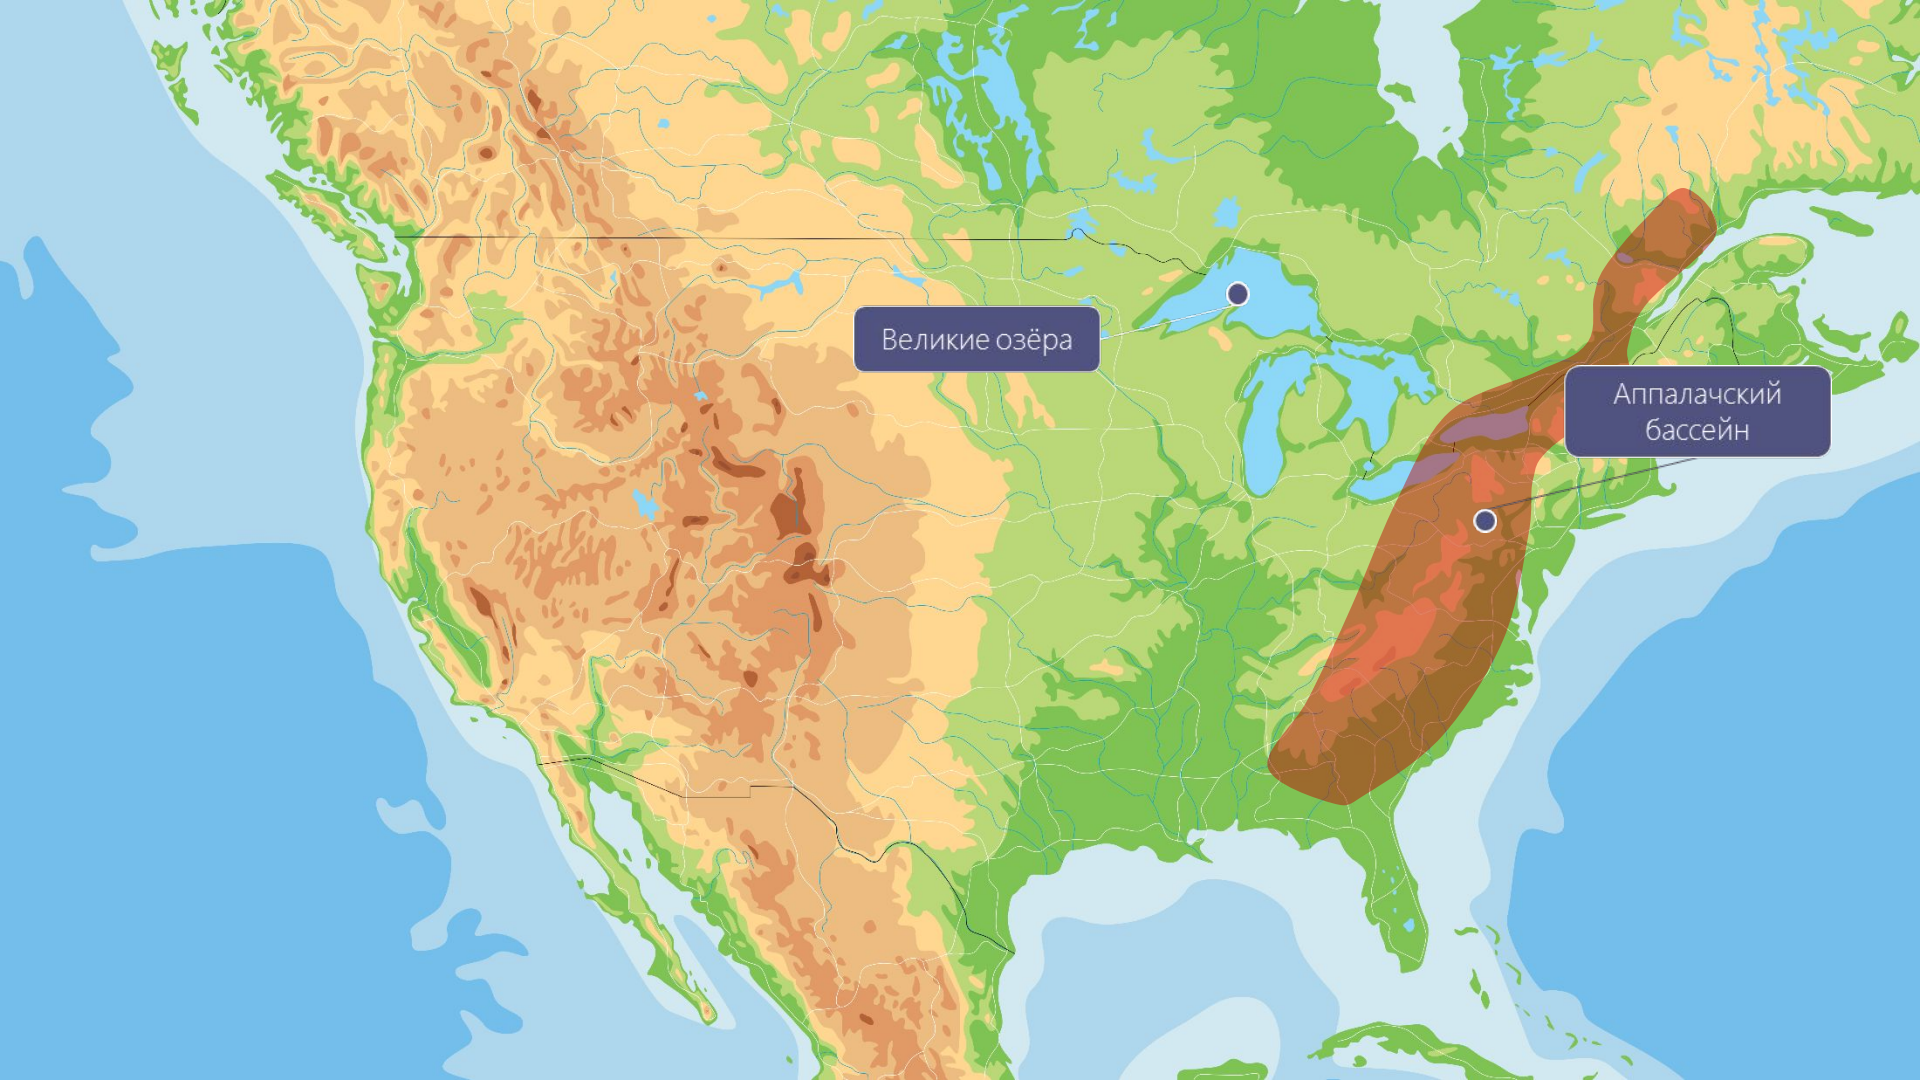 Великие озёра
Аппалачский
бассейн